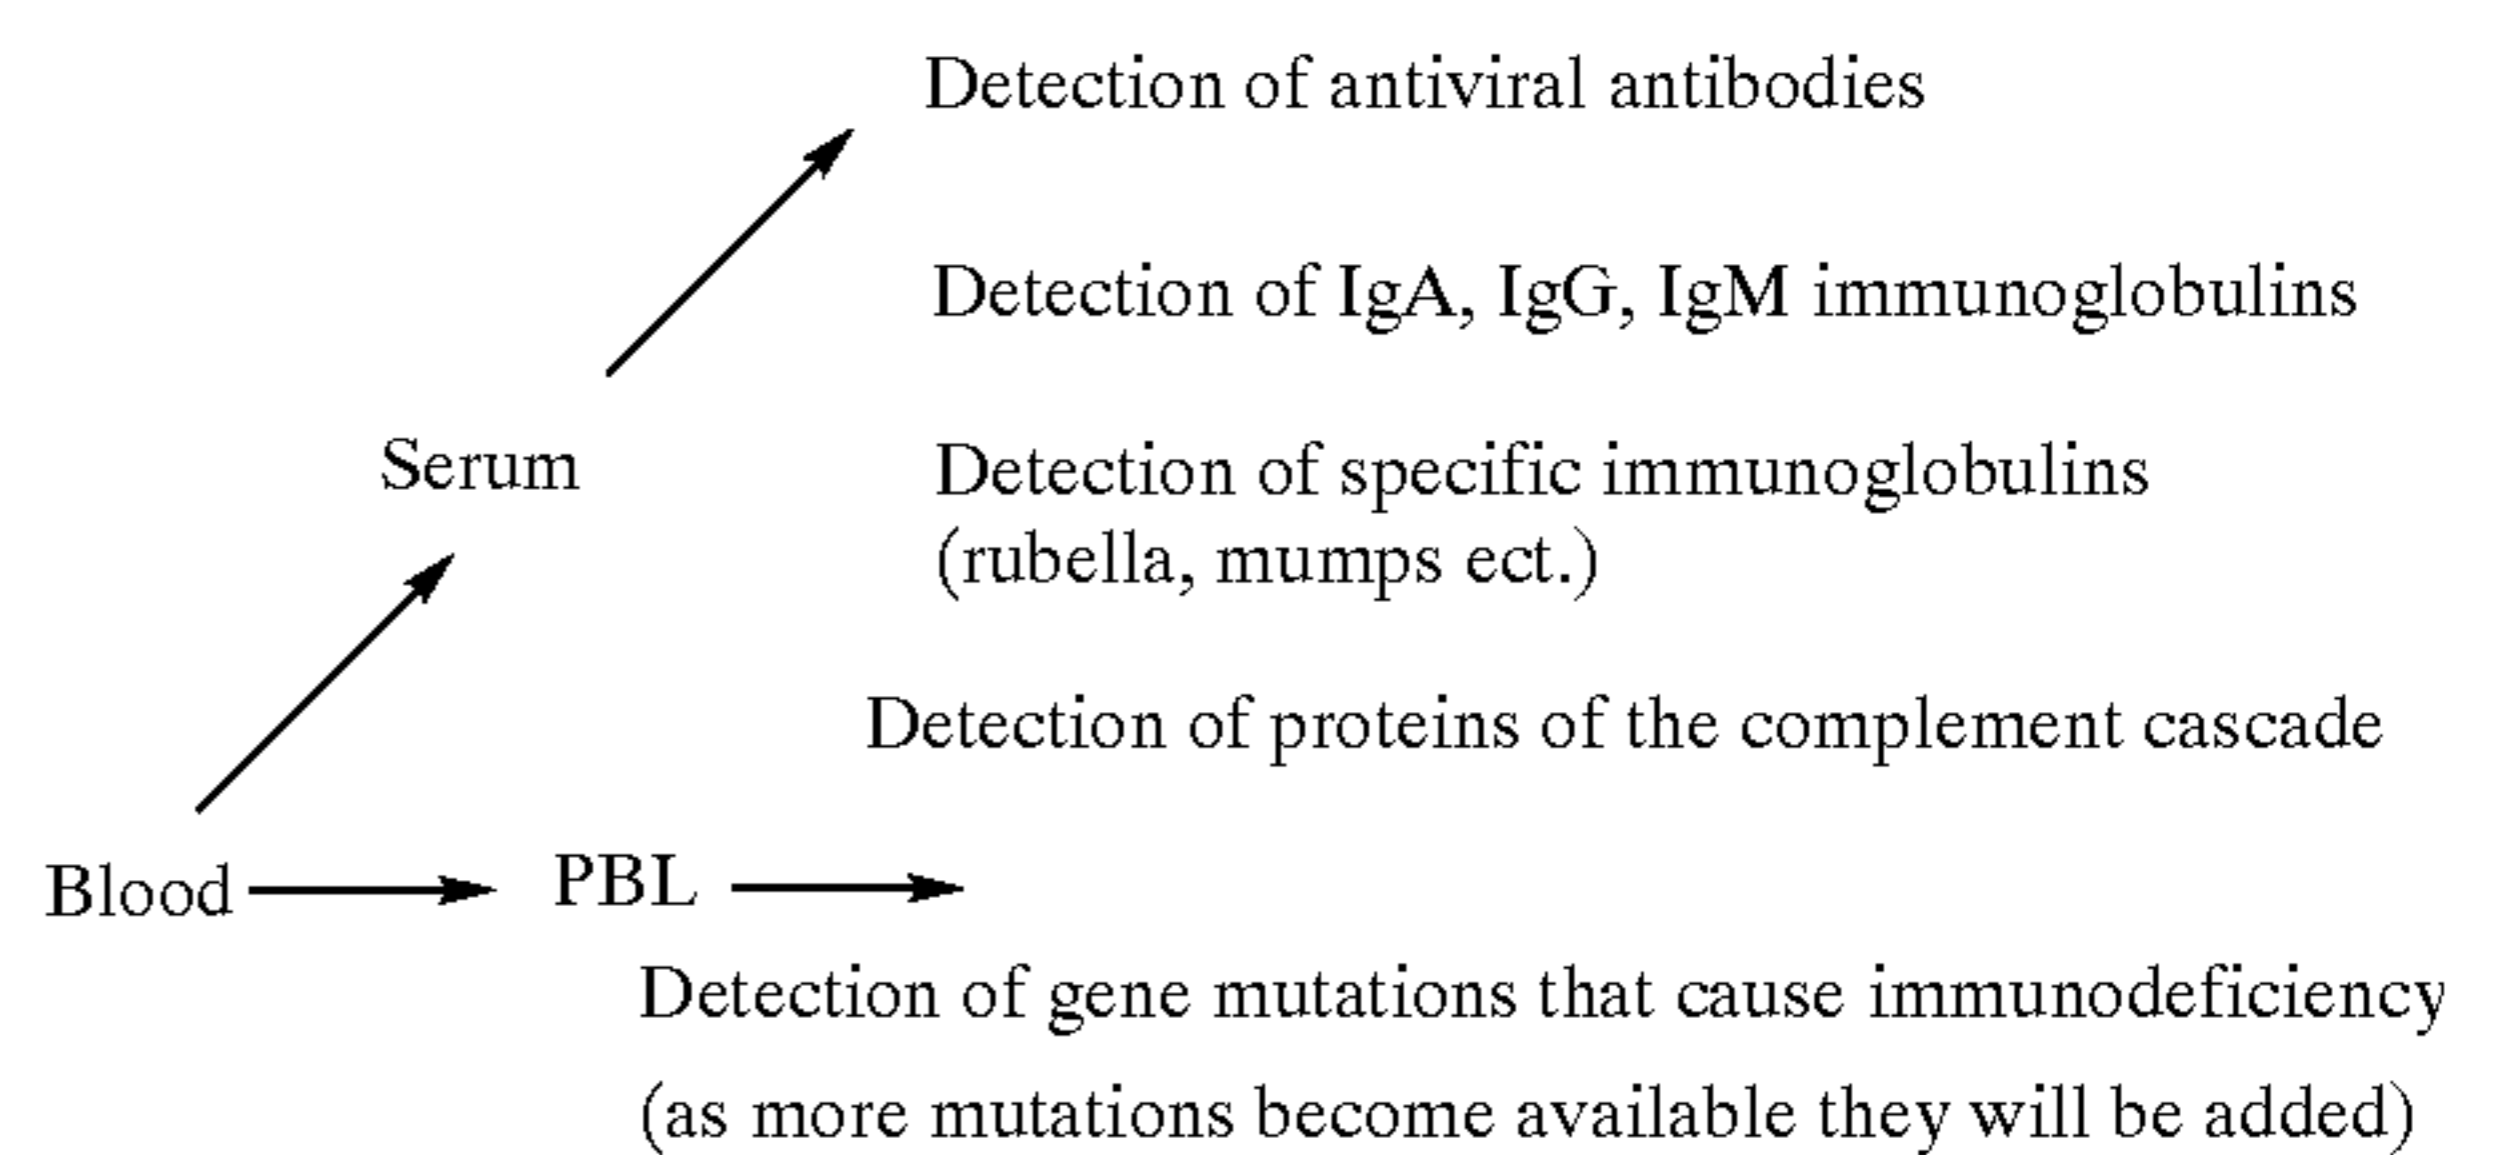 Detection of antiviral antibodies
Detection of IgA, IgG, IgM immunoglobulins
Serum
Detection of specific immunoglobulins
(rubella, mumps ect.)
Detection of proteins of the complement cascade
Blood
PBL
Detection of gene mutations that cause immunodeficiency
(as more mutations become available they will be added)